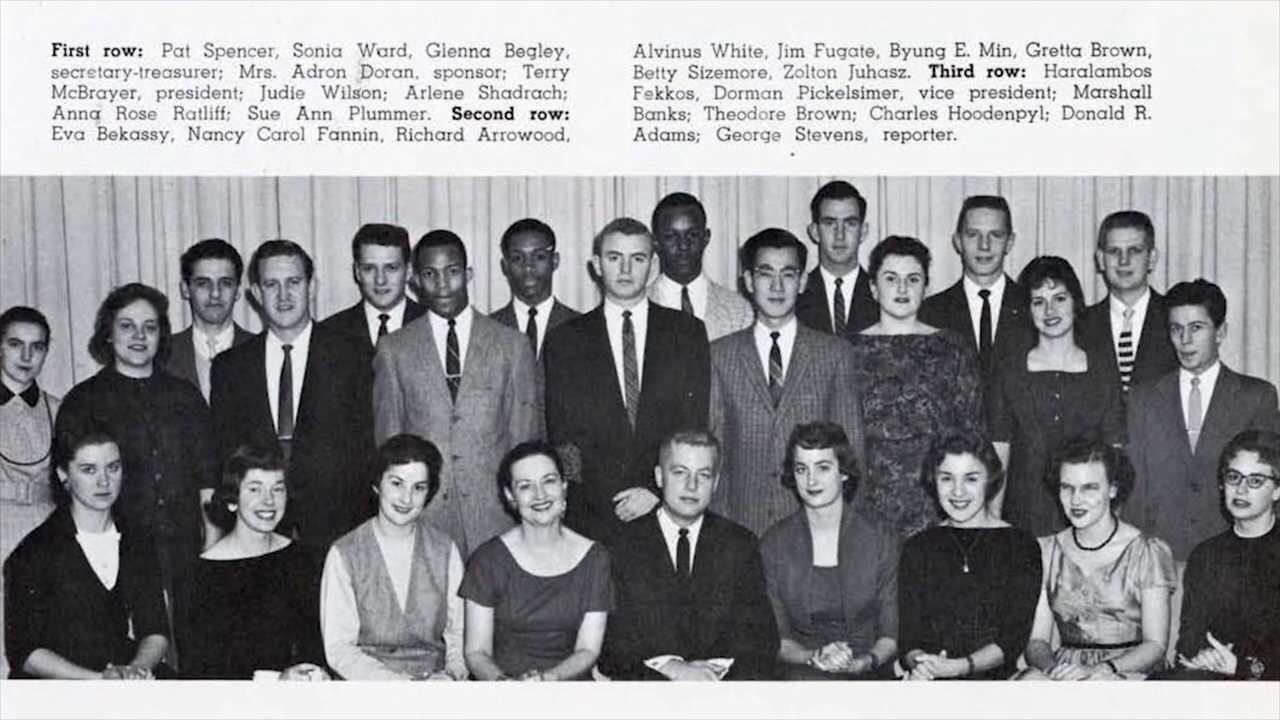 First row: Pat Spencer, Sonia Ward, Glenna Begley,
secretary-treasurer; Mrs. Adron Doran, sponsor; Terry
McBrayer, president; Judie Wilson; Arlene Shadrach;
Anna Rose Ratliff; Sue Ann Plummer. Second row:
Eva Bekassy, Nancy Carol Fannin, Richard Arrowood,
Alvinus White, Jim Fugate, Byung E. Min, Gretta Brown,
Betty Sizemore, Zolton Juhasz. Third row: Haralambos
Fekkos, Dorman Pickelsimer, vice president; Marshall
Banks; Theodore Brown; Charles Hoodenpyl; Donald R.
Adams; George Stevens, reporter.